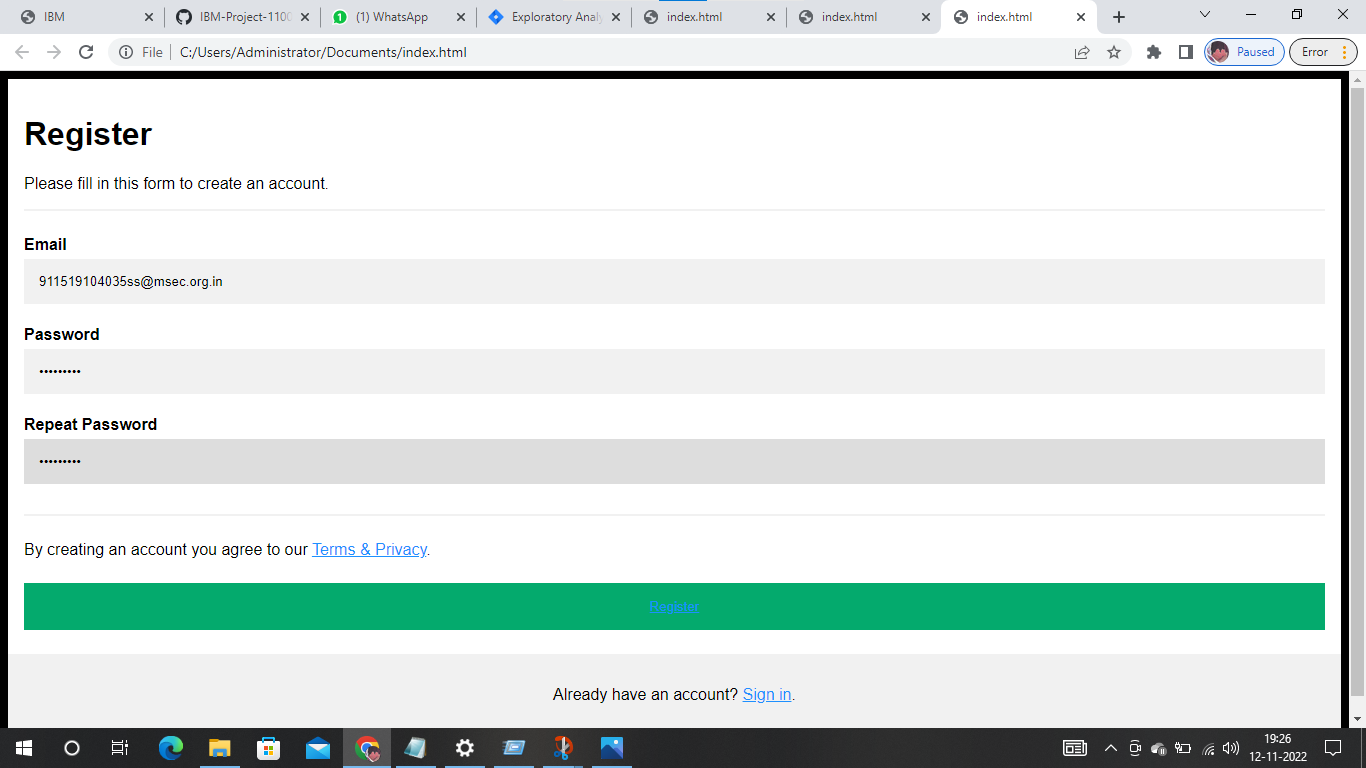 IBM
IBM-Project-1100
(1) WhatsApp
Exploratory Analy
index.html
index.html
index.html
File
C:/Users/Administrator/Documents/index.html
Paused
Error
Register
Please fill in this form to create an account.
Email
911519104035ss@msec.org.in
Password
•••••••••
Repeat Password
•••••••••
By creating an account you agree to our Terms & Privacy.
Register
Already have an account? Sign in.
19:26
12-11-2022